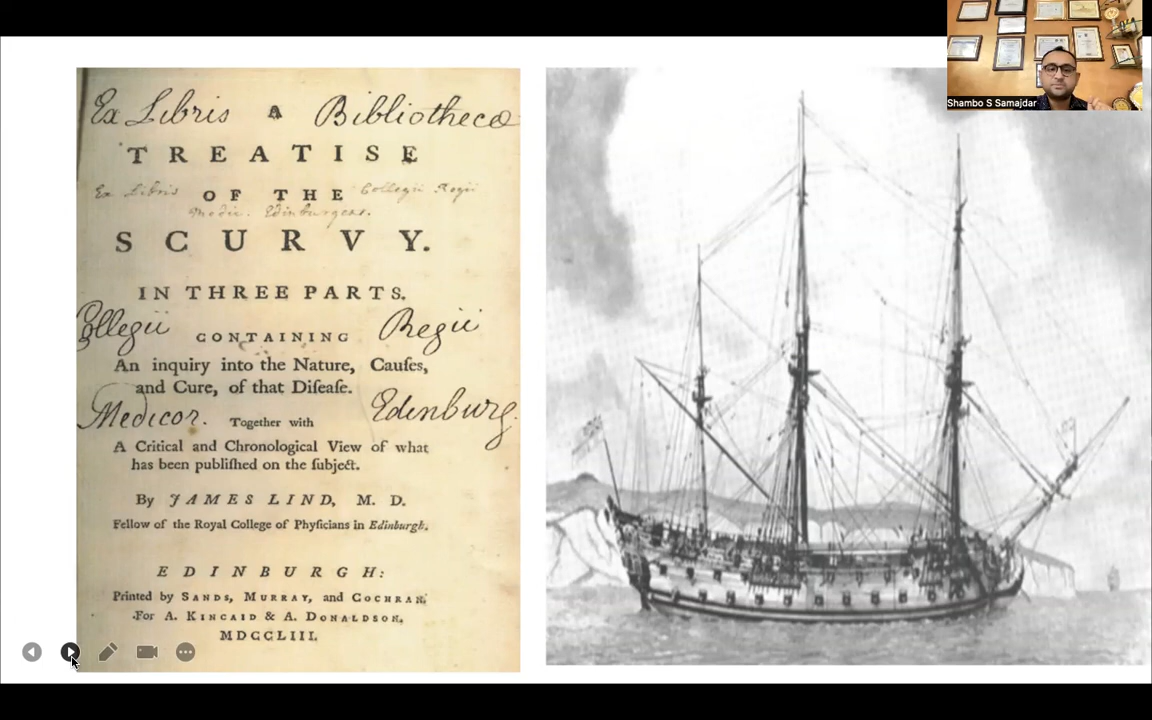 Ex Libris A Bibliotheca
TREATISE
Ex Libris OF THE Collegii Regii
Medic. Edinburgens.
SCURVY.
IN THREE PARTS.
Collegii CONTAINING Regii
An inquiry into the Nature, Cauſes,
and Cure, of that Diſeaſe.
Medicor. Together with Edinburg.
A Critical and Chronological View of what
has been publiſhed on the ſubject.
By JAMES LIND, M. D.
Fellow of the Royal College of Phyſicians in Edinburgh.
EDINBURGH:
Printed by SANDS, MURRAY, and COCHRAN.
For A. KINCAID & A. DONALDSON.
MDCCLIII.
Shambo S Samajdar